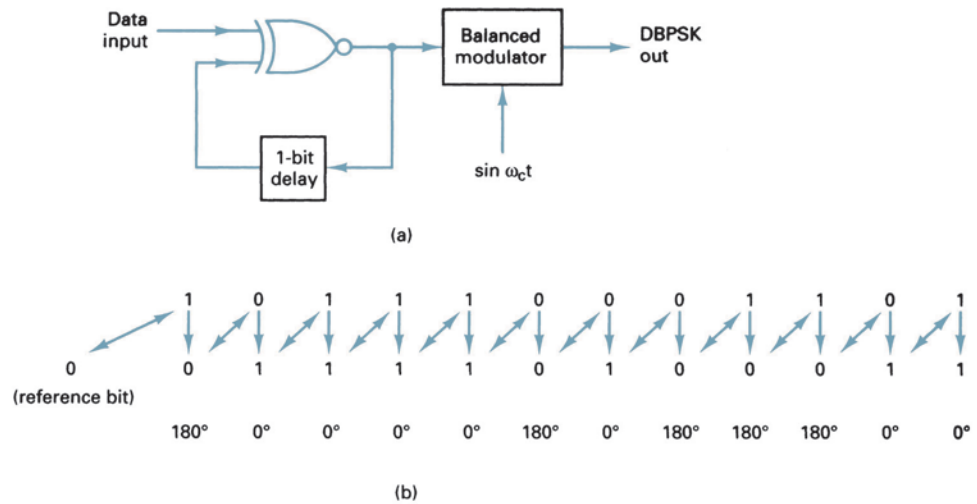 Data
input
Balanced
modulator
DBPSK
out
1-bit
delay
sin ω_c t
(a)
1 0 1 1 1 0 0 0 1 1 0 1
0 0 1 1 1 1 0 1 0 0 0 1 1
(reference bit)
180° 0° 0° 0° 0° 180° 0° 180° 180° 180° 0° 0°
(b)